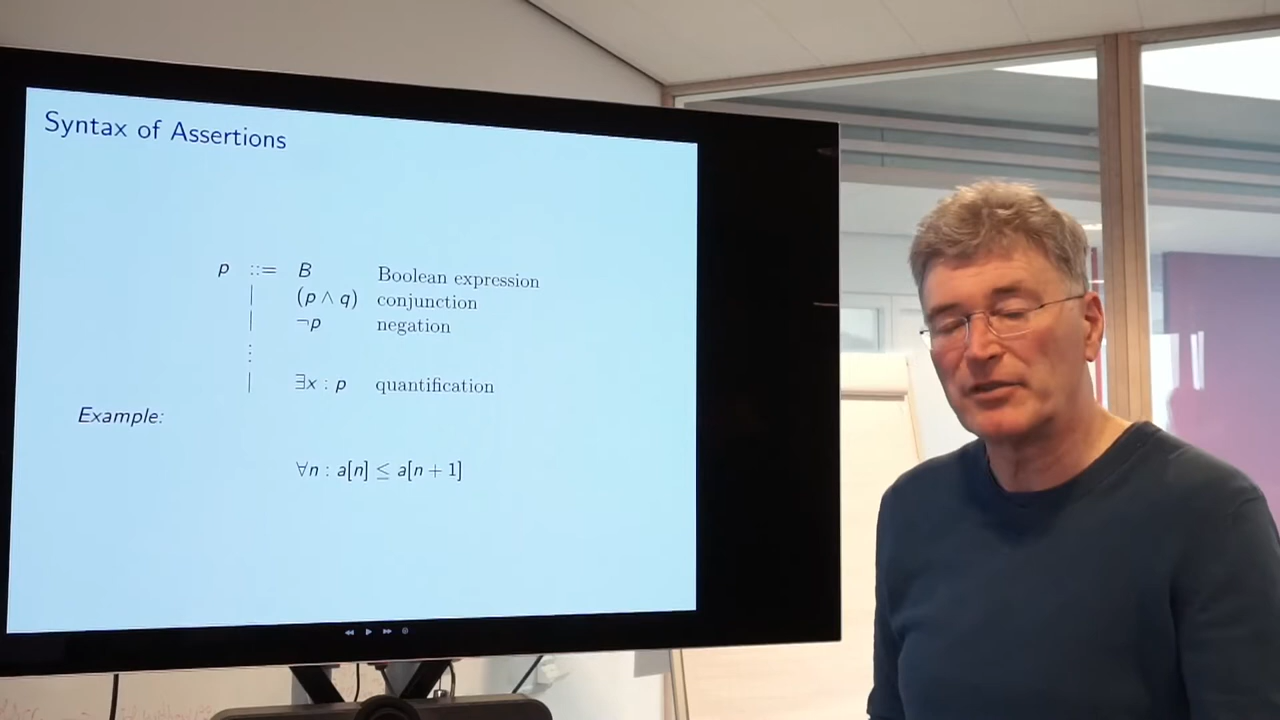 Syntax of Assertions
p ::= B Boolean expression
| (p ∧ q) conjunction
| ¬p negation
⋮
| ∃x : p quantification
Example:
∀n : a[n] ≤ a[n + 1]